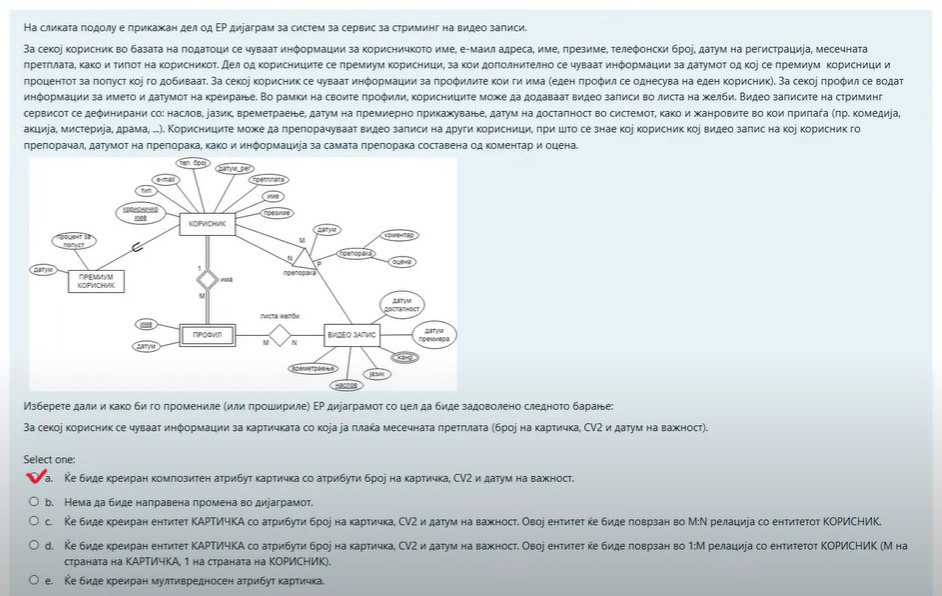 На сликата подолу е прикажан дел од ЕР дијаграм за систем за сервис за стриминг на видео записи.
За секој корисник во базата на податоци се чуваат информации за корисничкото име, е-маил адреса, име, презиме, телефонски број, датум на регистрација, месечната
претплата, како и типот на корисникот. Дел од корисниците се премиум корисници, за кои дополнително се чуваат информации за датумот од кој се премиум корисници и
процентот за попуст кој го добиваат. За секој корисник се чуваат информации за профилите кои ги има (еден профил се однесува на еден корисник). За секој профил се водат
информации за името и датумот на креирање. Во рамки на своите профили, корисниците може да додаваат видео записи во листа на желби. Видео записите на стриминг
сервисот се дефинирани со: наслов, јазик, времетраење, датум на премиерно прикажување, датум на достапност во системот, како и жанровите во кои припаѓа (пр. комедија,
акција, мистерија, драма, ...). Корисниците може да препорачуваат видео записи на други корисници, при што се знае кој корисник кој видео запис на кој корисник го
препорачал, датумот на препорака, како и информација за самата препорака составена од коментар и оцена.
тел број
датум_рег
e-mail
претплата
тип
име
корисничко
име
презиме
КОРИСНИК
процент за
попуст
датум
ПРЕМИУМ
КОРИСНИК
M
датум
коментар
N
P
препорака
оцена
препорака
1
има
M
датум
достапност
име
листа желби
ПРОФИЛ
ВИДЕО ЗАПИС
датум
премиера
датум
M
N
жанр
времетраење
јазик
наслов
Изберете дали и како би го промениле (или прошириле) ЕР дијаграмот со цел да биде задоволено следното барање:
За секој корисник се чуваат информации за картичката со која ја плаќа месечната претплата (број на картичка, CV2 и датум на важност).
Select one:
a. Ќе биде креиран композитен атрибут картичка со атрибути број на картичка, CV2 и датум на важност.
b. Нема да биде направена промена во дијаграмот.
c. Ќе биде креиран ентитет КАРТИЧКА со атрибути број на картичка, CV2 и датум на важност. Овој ентитет ќе биде поврзан во M:N релација со ентитетот КОРИСНИК.
d. Ќе биде креиран ентитет КАРТИЧКА со атрибути број на картичка, CV2 и датум на важност. Овој ентитет ќе биде поврзан во 1:M релација со ентитетот КОРИСНИК (M на
страната на КАРТИЧКА, 1 на страната на КОРИСНИК).
e. Ќе биде креиран мултивредносен атрибут картичка.